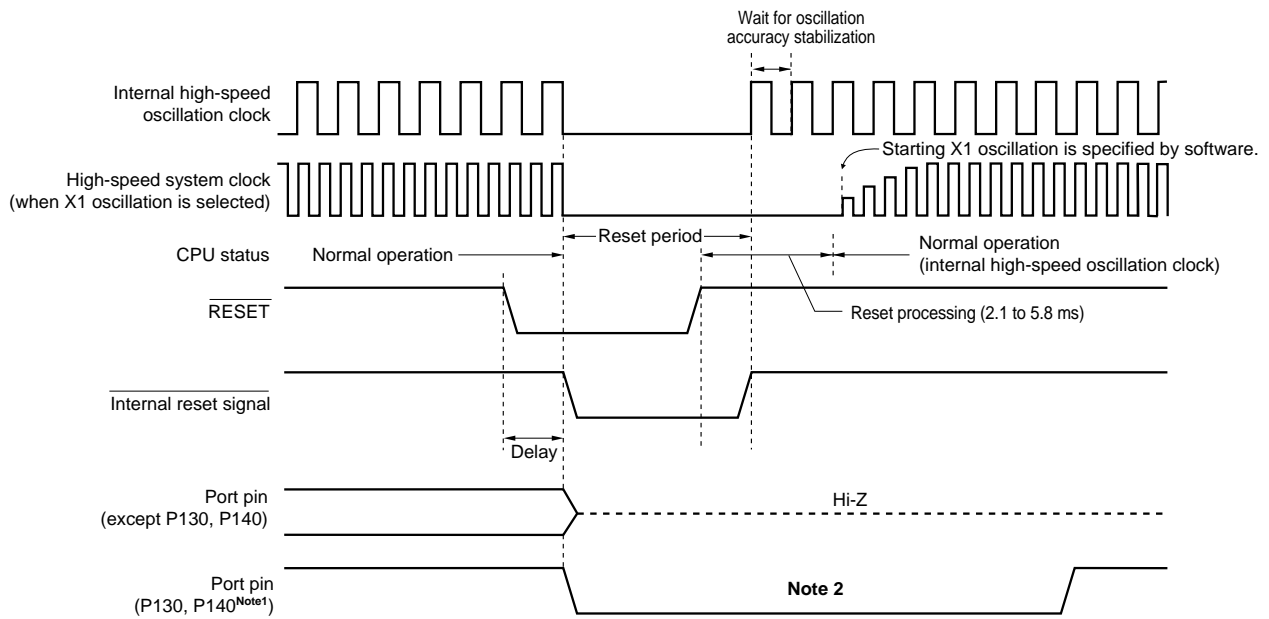 Wait for oscillation
accuracy stabilization
Internal high-speed
oscillation clock
Starting X1 oscillation is specified by software.
High-speed system clock
(when X1 oscillation is selected)
Reset period
CPU status
Normal operation
Normal operation
(internal high-speed oscillation clock)
RESET
Reset processing (2.1 to 5.8 ms)
Internal reset signal
Delay
Port pin
(except P130, P140)
Hi-Z
Port pin
(P130, P140Note1)
Note 2